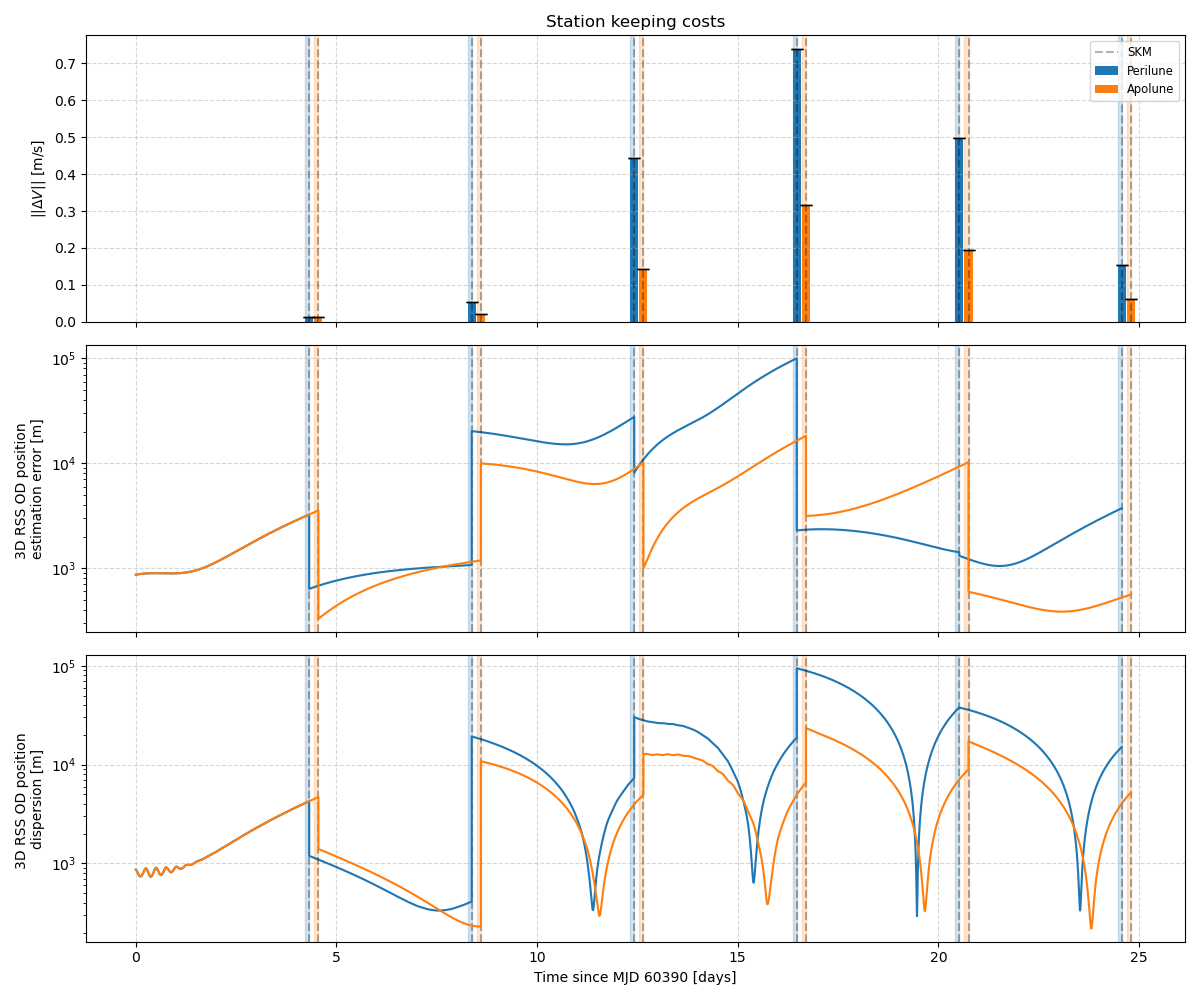 Station keeping costs
||ΔV|| [m/s]
0.7
0.6
0.5
0.4
0.3
0.2
0.1
0.0
SKM
Perilune
Apolune
3D RSS OD position
estimation error [m]
10⁵
10⁴
10³
3D RSS OD position
dispersion [m]
10⁵
10⁴
10³
0 5 10 15 20 25
Time since MJD 60390 [days]